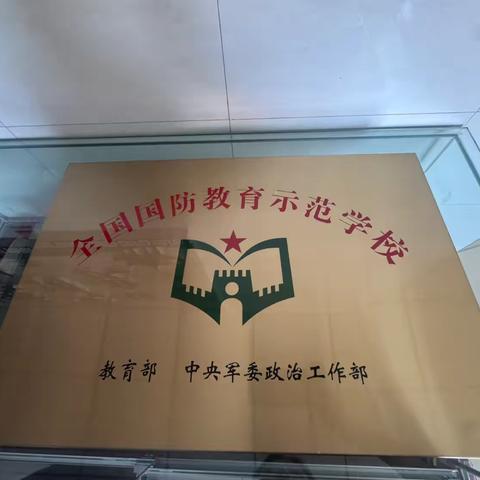 全国国防教育示范学校
教育部 中央军委政治工作部